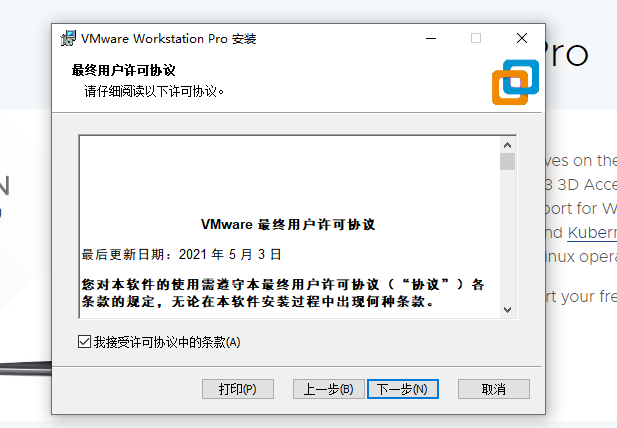 VMware Workstation Pro 安装
Pro
最终用户许可协议
请仔细阅读以下许可协议。
ves on the
N
3 3D Acce
port for W
VMware 最终用户许可协议
nd Kubern
最后更新日期：2021 年 5 月 3 日
inux opera
您对本软件的使用需遵守本最终用户许可协议（“协议”）各
条款的规定，无论在本软件安装过程中出现何种条款。
rt your fre
我接受许可协议中的条款(A)
打印(P)
上一步(B)
下一步(N)
取消